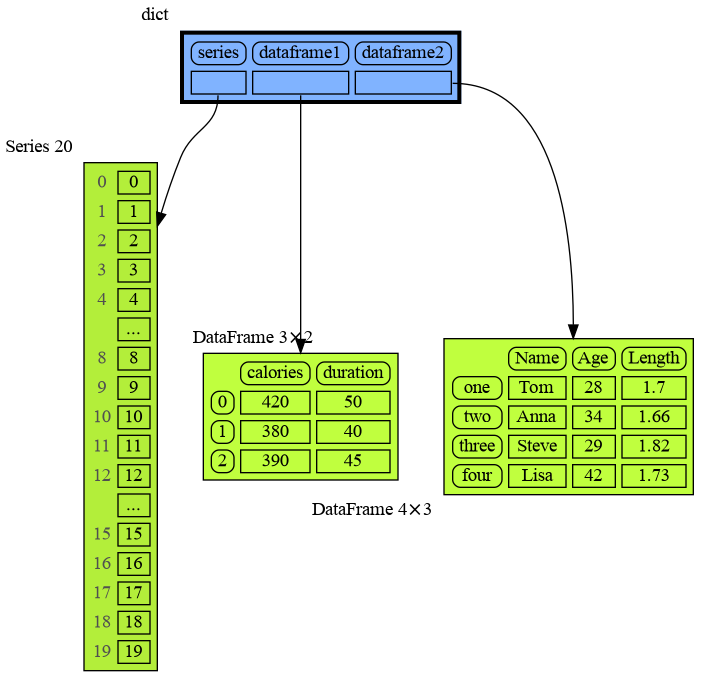 dict
series dataframe1 dataframe2
Series 20
0 0
1 1
2 2
3 3
4 4
...
8 8
9 9
10 10
11 11
12 12
...
15 15
16 16
17 17
18 18
19 19
DataFrame 3×2
calories duration
0 420 50
1 380 40
2 390 45
Name Age Length
one Tom 28 1.7
two Anna 34 1.66
three Steve 29 1.82
four Lisa 42 1.73
DataFrame 4×3